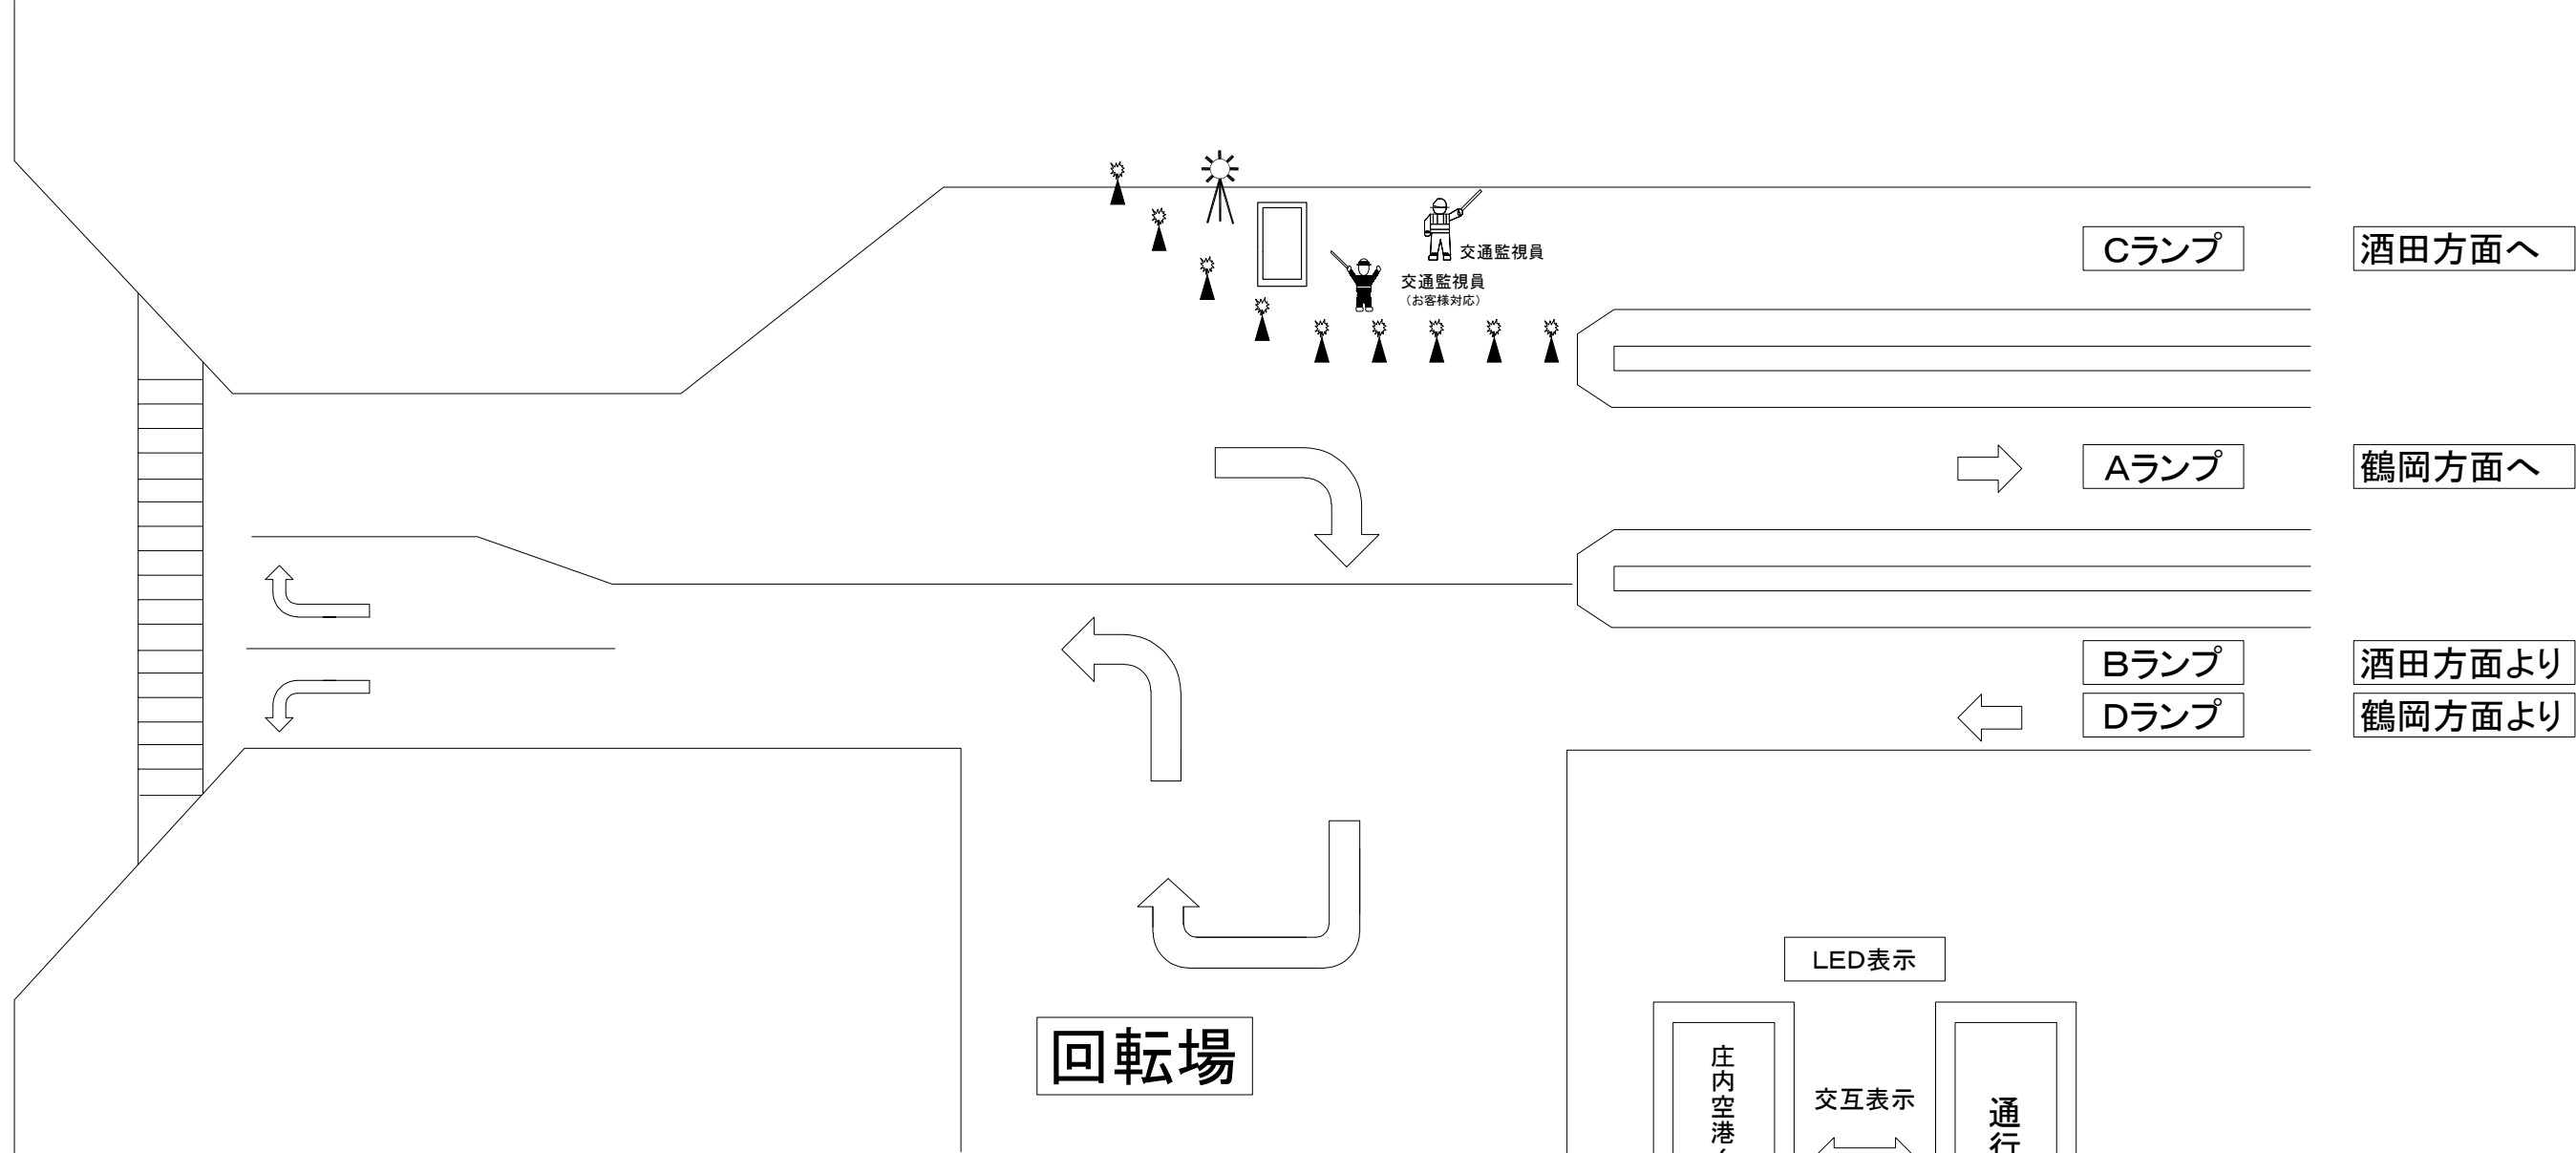 交通監視員
交通監視員
（お客様対応）
Cランプ
酒田方面へ
Aランプ
鶴岡方面へ
Bランプ
酒田方面より
Dランプ
鶴岡方面より
LED表示
回転場
庄内空港
交互表示
通行